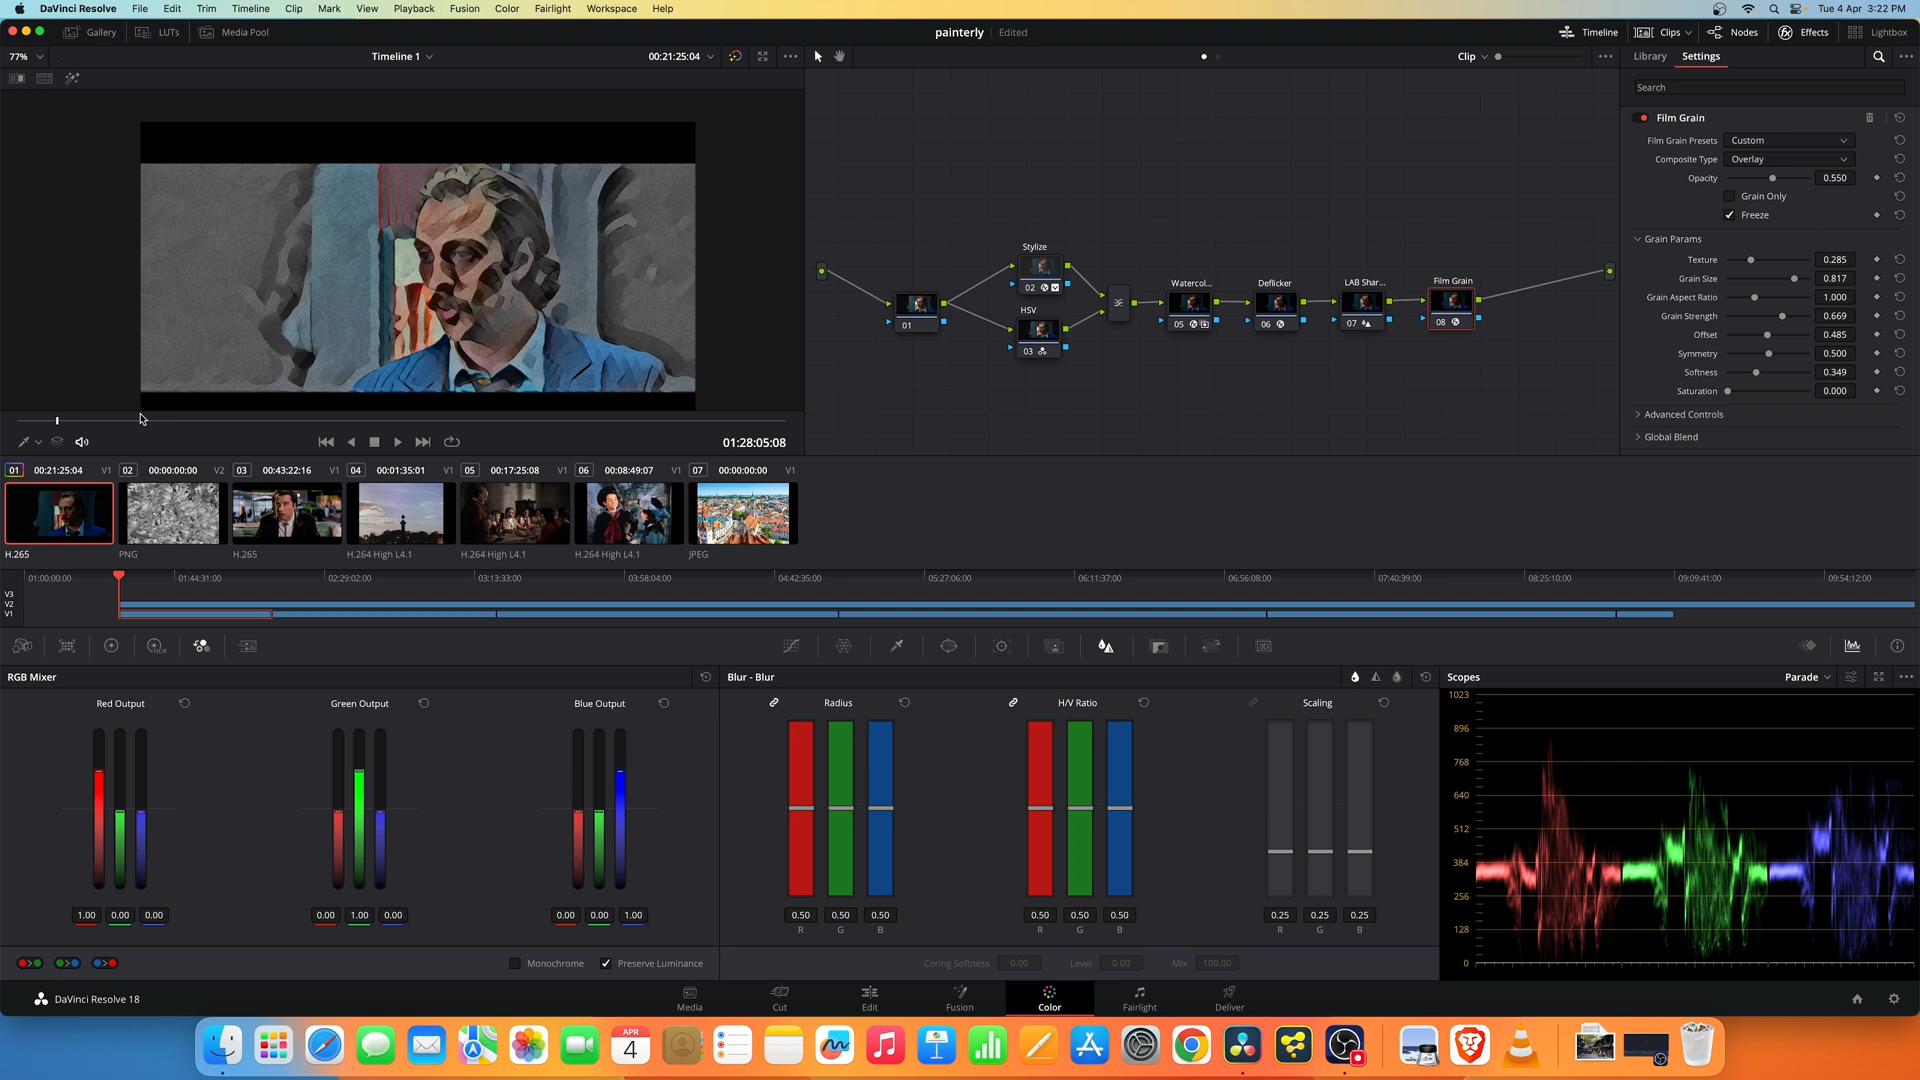 DaVinci Resolve File Edit Trim Timeline Clip Mark View Playback Fusion Color Fairlight Workspace Help Tue 4 Apr 3:22 PM
Gallery LUTs Media Pool painterly Edited Timeline Clips Nodes Effects Lightbox
77% Timeline 1 00:21:25:04 Clip Library Settings
Search
Film Grain
Film Grain Presets Custom
Composite Type Overlay
Opacity 0.550
Grain Only
Freeze
Grain Params
Texture 0.285
Grain Size 0.817
Grain Aspect Ratio 1.000
Grain Strength 0.669
Offset 0.485
Symmetry 0.500
Softness 0.349
Saturation 0.000
Advanced Controls
Global Blend
Stylize
02
HSV
03
01
Watercol... Deflicker LAB Shar... Film Grain
05 06 07 08
01:28:05:08
01 00:21:25:04 V1 02 00:00:00:00 V2 03 00:43:22:16 V1 04 00:01:35:01 V1 05 00:17:25:08 V1 06 00:08:49:07 V1 07 00:00:00:00 V1
H.265 PNG H.265 H.264 High L4.1 H.264 High L4.1 H.264 High L4.1 JPEG
01:00:00:00 01:44:31:00 02:29:02:00 03:13:33:00 03:58:04:00 04:42:35:00 05:27:06:00 06:11:37:00 06:56:08:00 07:40:39:00 08:25:10:00 09:09:41:00 09:54:12:00
V3
V2
V1
HDR 3D
RGB Mixer Blur - Blur Scopes Parade
Red Output Green Output Blue Output Radius H/V Ratio Scaling
1023
896
768
640
512
384
256
128
0
1.00 0.00 0.00 0.00 1.00 0.00 0.00 0.00 1.00 0.50 0.50 0.50 0.50 0.50 0.50 0.25 0.25 0.25
R G B R G B R G B
Monochrome Preserve Luminance Coring Softness 0.00 Level 0.00 Mix 100.00
DaVinci Resolve 18 Media Cut Edit Fusion Color Fairlight Deliver
APR
4